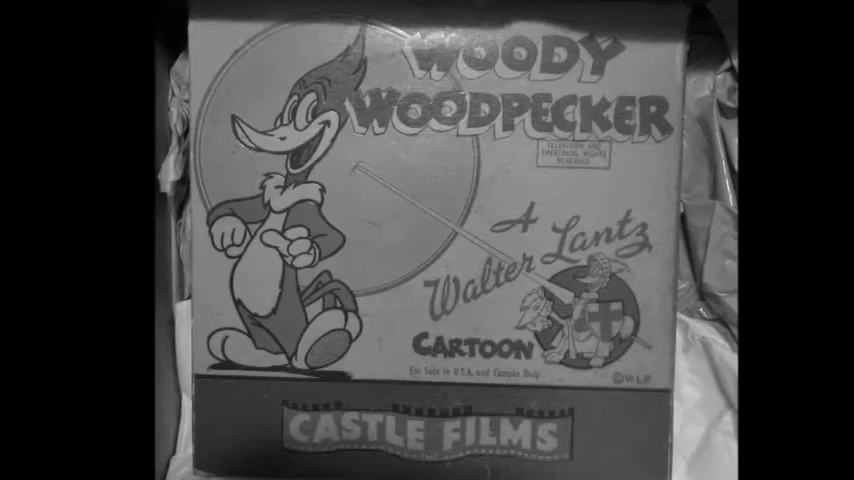 WOODY
WOODPECKER
TELEVISION AND
THEATRICAL RIGHTS
RESERVED
A
Walter Lantz
CARTOON
For Sale in U.S.A. and Canada Only
©WLP
CASTLE FILMS
INC.